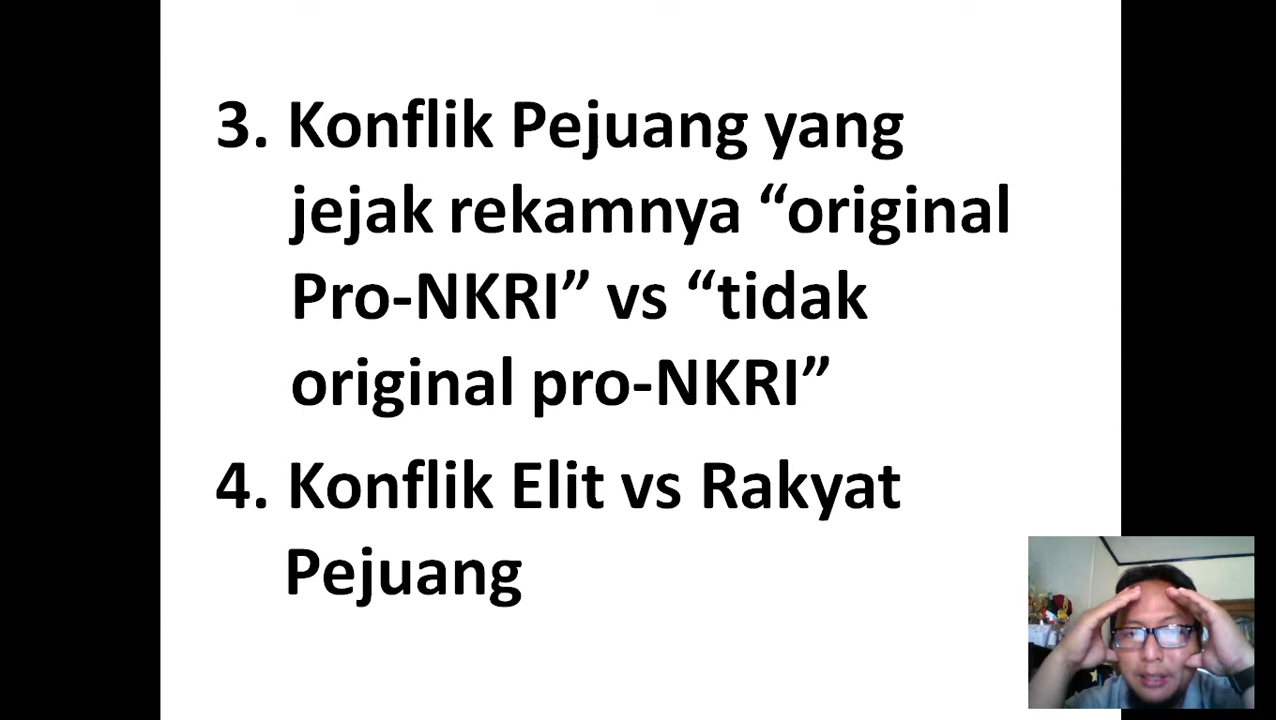 3. Konflik Pejuang yang
jejak rekamnya “original
Pro-NKRI” vs “tidak
original pro-NKRI”
4. Konflik Elit vs Rakyat
Pejuang